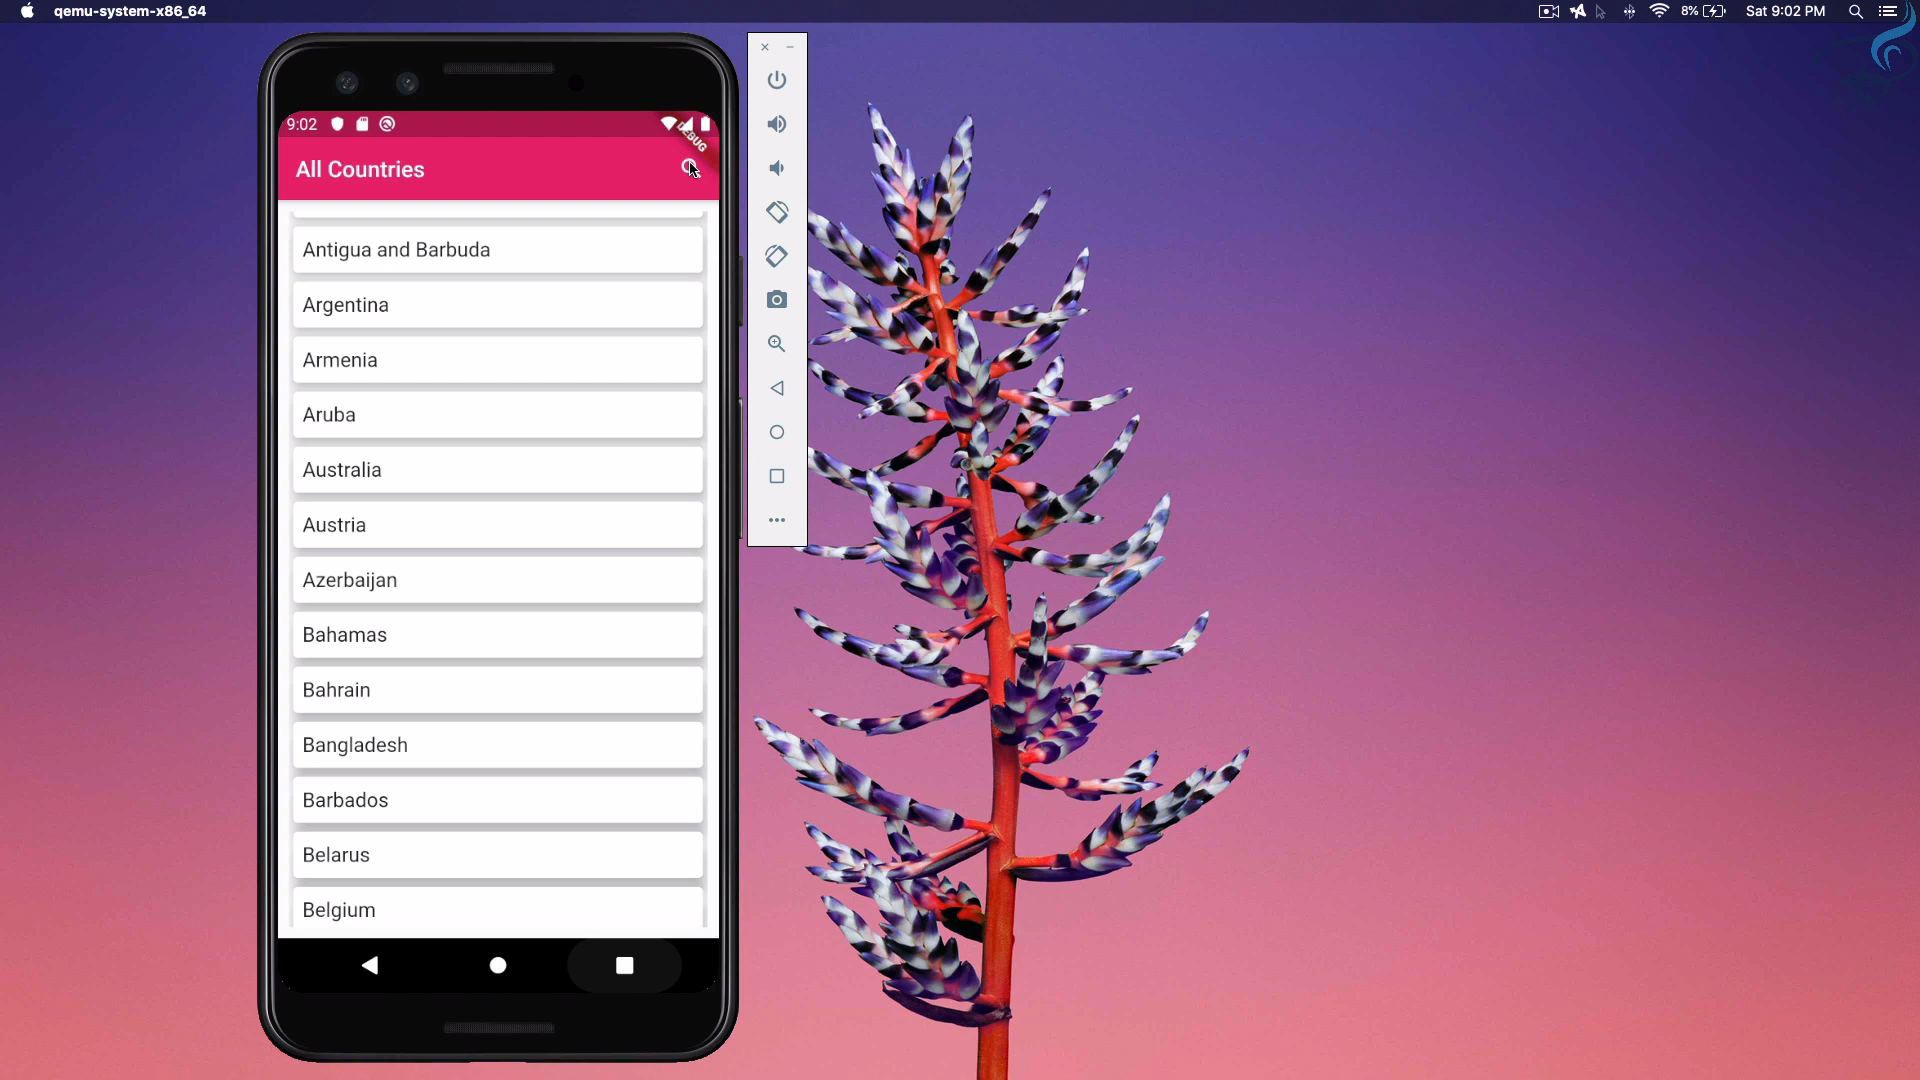 qemu-system-x86_64
8%
Sat 9:02 PM
9:02
DEBUG
All Countries
Antigua and Barbuda
Argentina
Armenia
Aruba
Australia
Austria
Azerbaijan
Bahamas
Bahrain
Bangladesh
Barbados
Belarus
Belgium